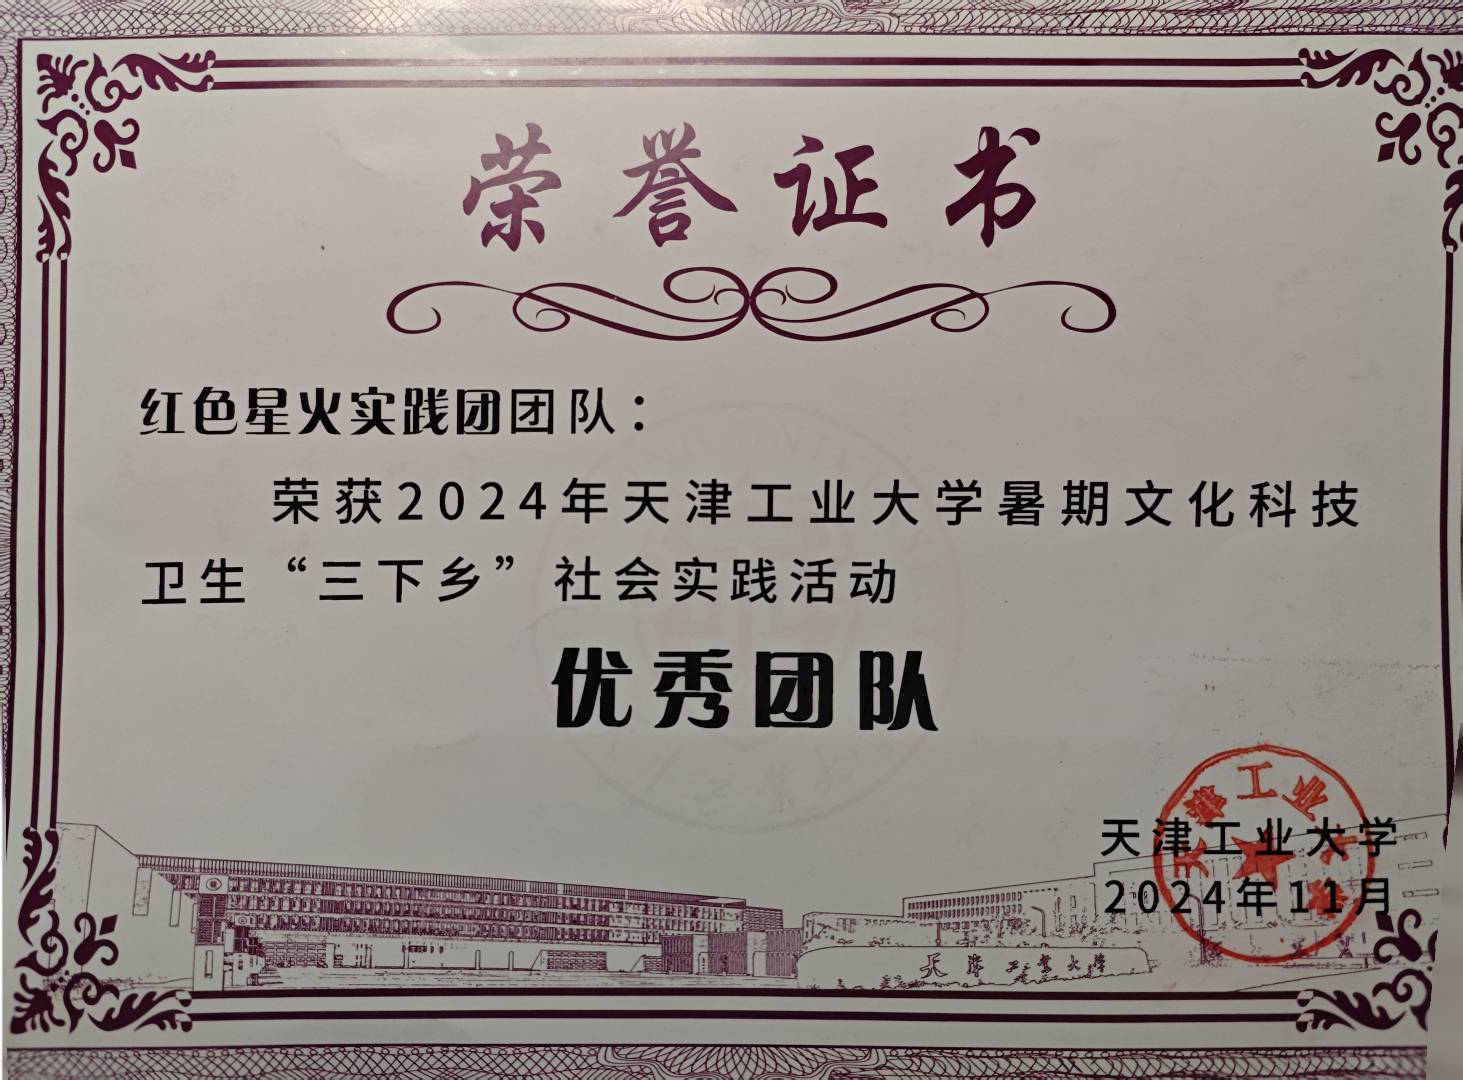 荣誉证书
红色星火实践团团队：
荣获2024年天津工业大学暑期文化科技
卫生“三下乡”社会实践活动
优秀团队
天津工业大学
天津工业大学
2024年11月
天津工业大学